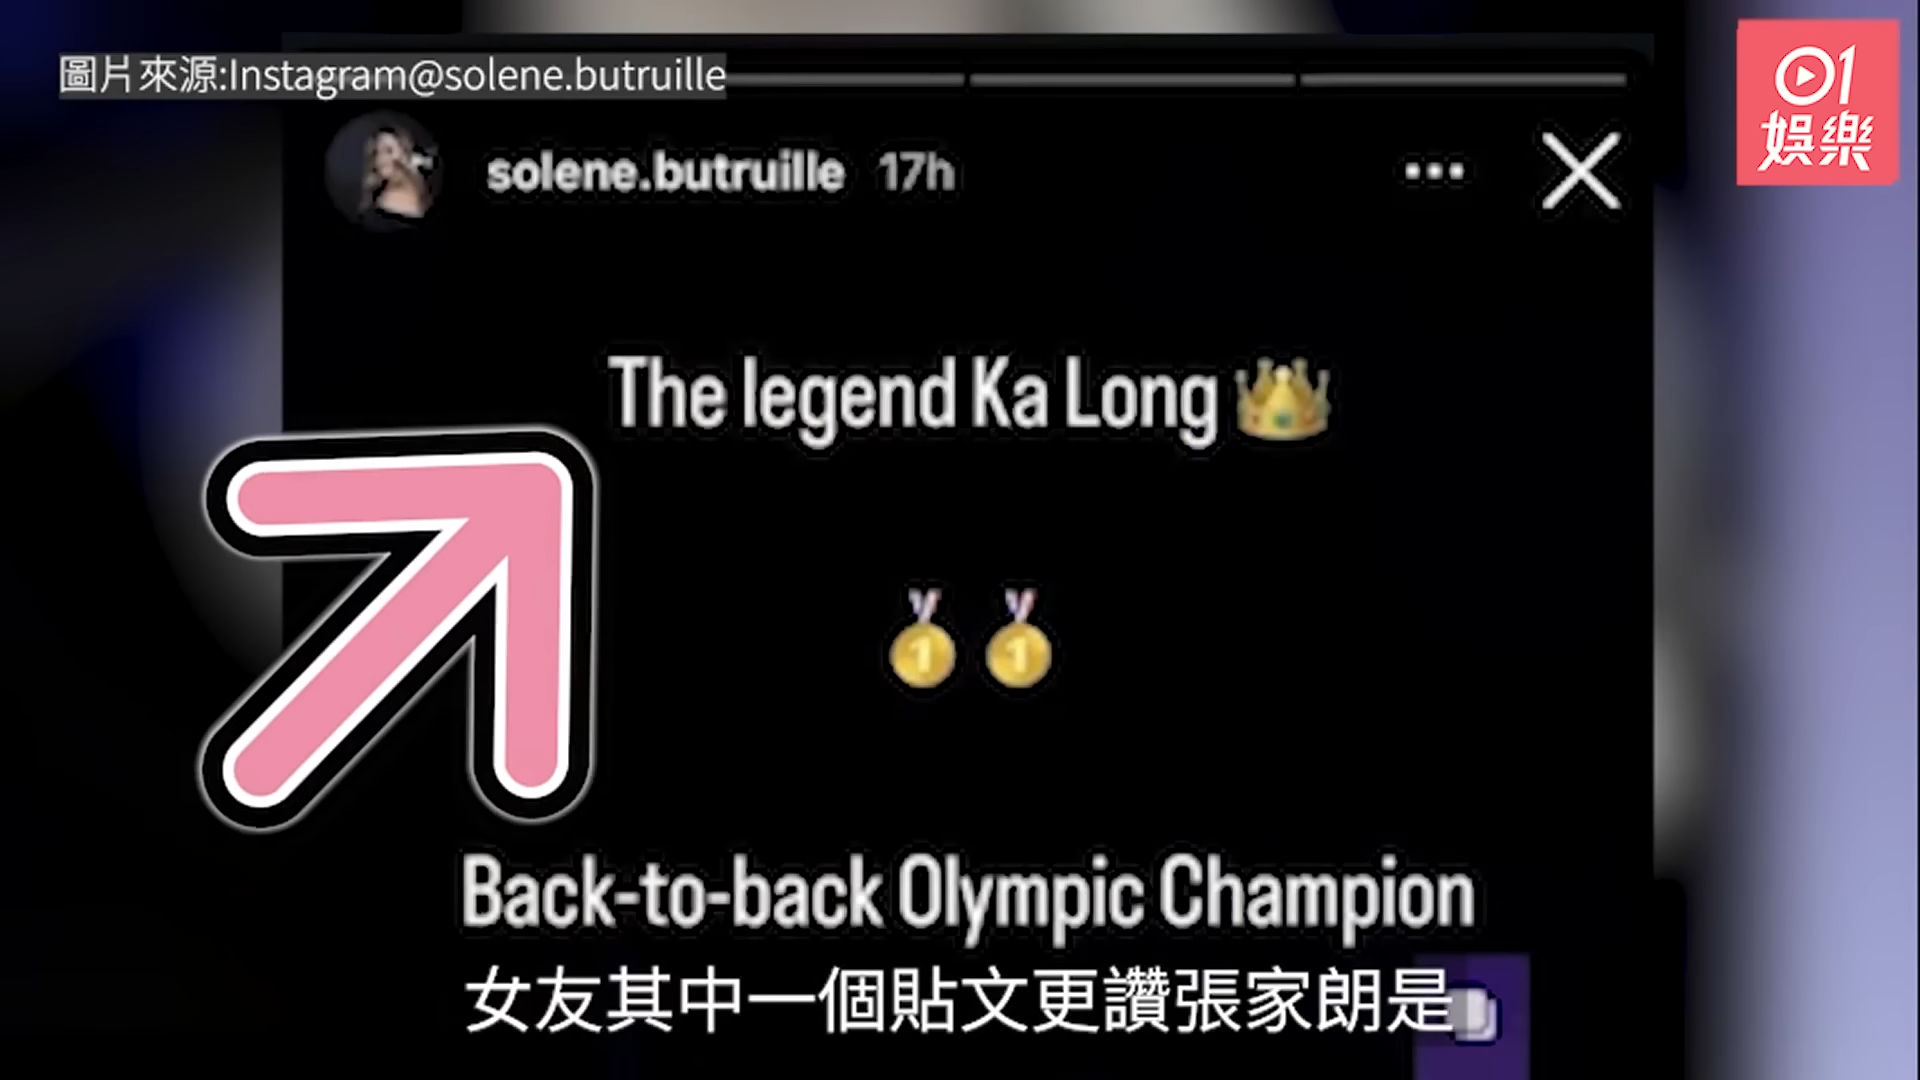 圖片來源:Instagram@solene.butruille
01
娛樂
solene.butruille 17h
The legend Ka Long 👑
🥇 🥇
Back-to-back Olympic Champion
女友其中一個貼文更讚張家朗是